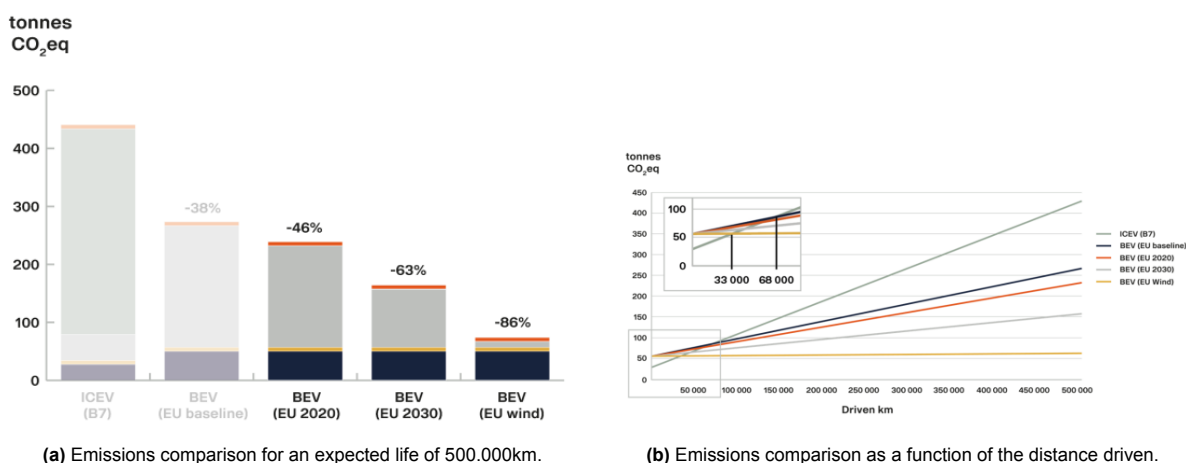 tonnes
CO₂eq
500
400
300
200
100
0
-38%
-46%
-63%
-86%
ICEV
(B7)
BEV
(EU baseline)
BEV
(EU 2020)
BEV
(EU 2030)
BEV
(EU wind)
(a) Emissions comparison for an expected life of 500.000km.
tonnes
CO₂eq
450
400
350
300
250
200
150
100
50
0
100
50
0
33 000
68 000
50 000
100 000
150 000
200 000
250 000
300 000
350 000
400 000
450 000
500 000
Driven km
ICEV (B7)
BEV (EU baseline)
BEV (EU 2020)
BEV (EU 2030)
BEV (EU Wind)
(b) Emissions comparison as a function of the distance driven.